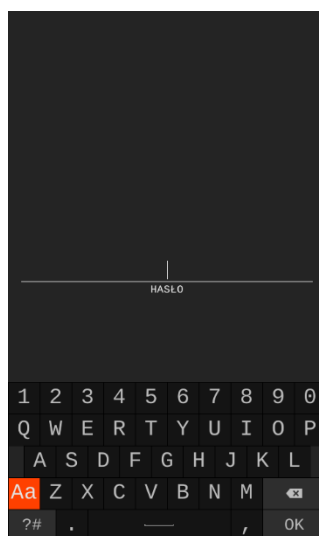 HASŁO
1 2 3 4 5 6 7 8 9 0
Q W E R T Y U I O P
A S D F G H J K L
Aa Z X C V B N M
?# . , OK